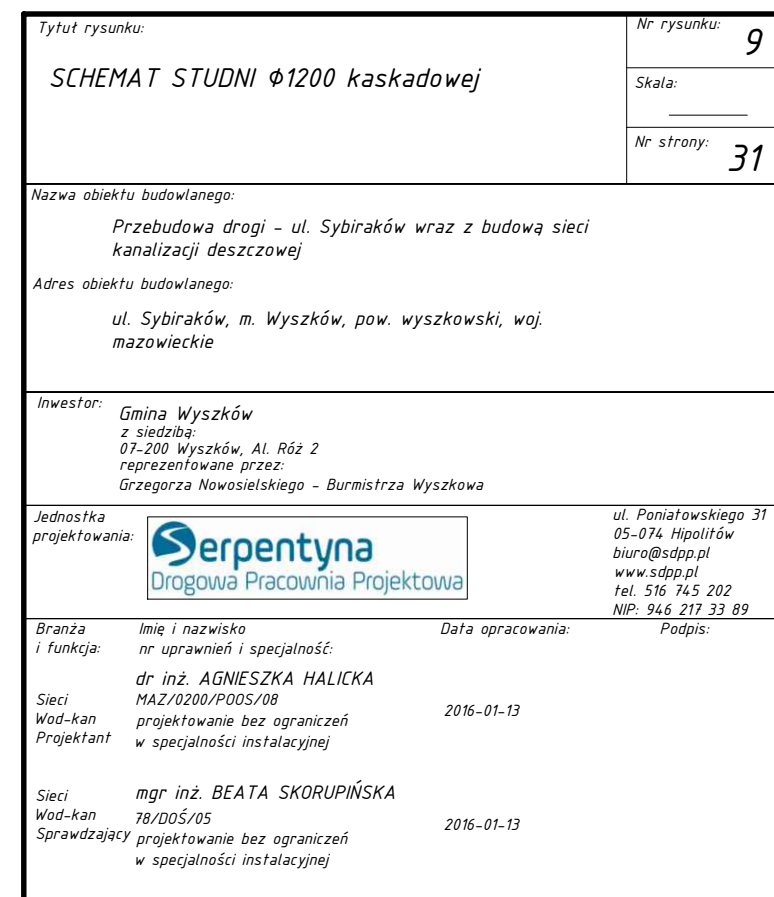 Tytuł rysunku:
SCHEMAT STUDNI Φ1200 kaskadowej
Nr rysunku: 9
Skala:
Nr strony: 31
Nazwa obiektu budowlanego:
Przebudowa drogi - ul. Sybiraków wraz z budową sieci
kanalizacji deszczowej
Adres obiektu budowlanego:
ul. Sybiraków, m. Wyszków, pow. wyszkowski, woj.
mazowieckie
Inwestor:
Gmina Wyszków
z siedzibą:
07-200 Wyszków, Al. Róż 2
reprezentowane przez:
Grzegorza Nowosielskiego - Burmistrza Wyszkowa
Jednostka
projektowania:
Serpentyna
Drogowa Pracownia Projektowa
ul. Poniatowskiego 31
05-074 Hipolitów
biuro@sdpp.pl
www.sdpp.pl
tel. 516 745 202
NIP: 946 217 33 89
Branża
i funkcja:
Imię i nazwisko
nr uprawnień i specjalność:
Data opracowania:
Podpis:
Sieci
Wod-kan
Projektant
dr inż. AGNIESZKA HALICKA
MAZ/0200/POOS/08
projektowanie bez ograniczeń
w specjalności instalacyjnej
2016-01-13
Sieci
Wod-kan
Sprawdzający
mgr inż. BEATA SKORUPIŃSKA
78/DOŚ/05
projektowanie bez ograniczeń
w specjalności instalacyjnej
2016-01-13